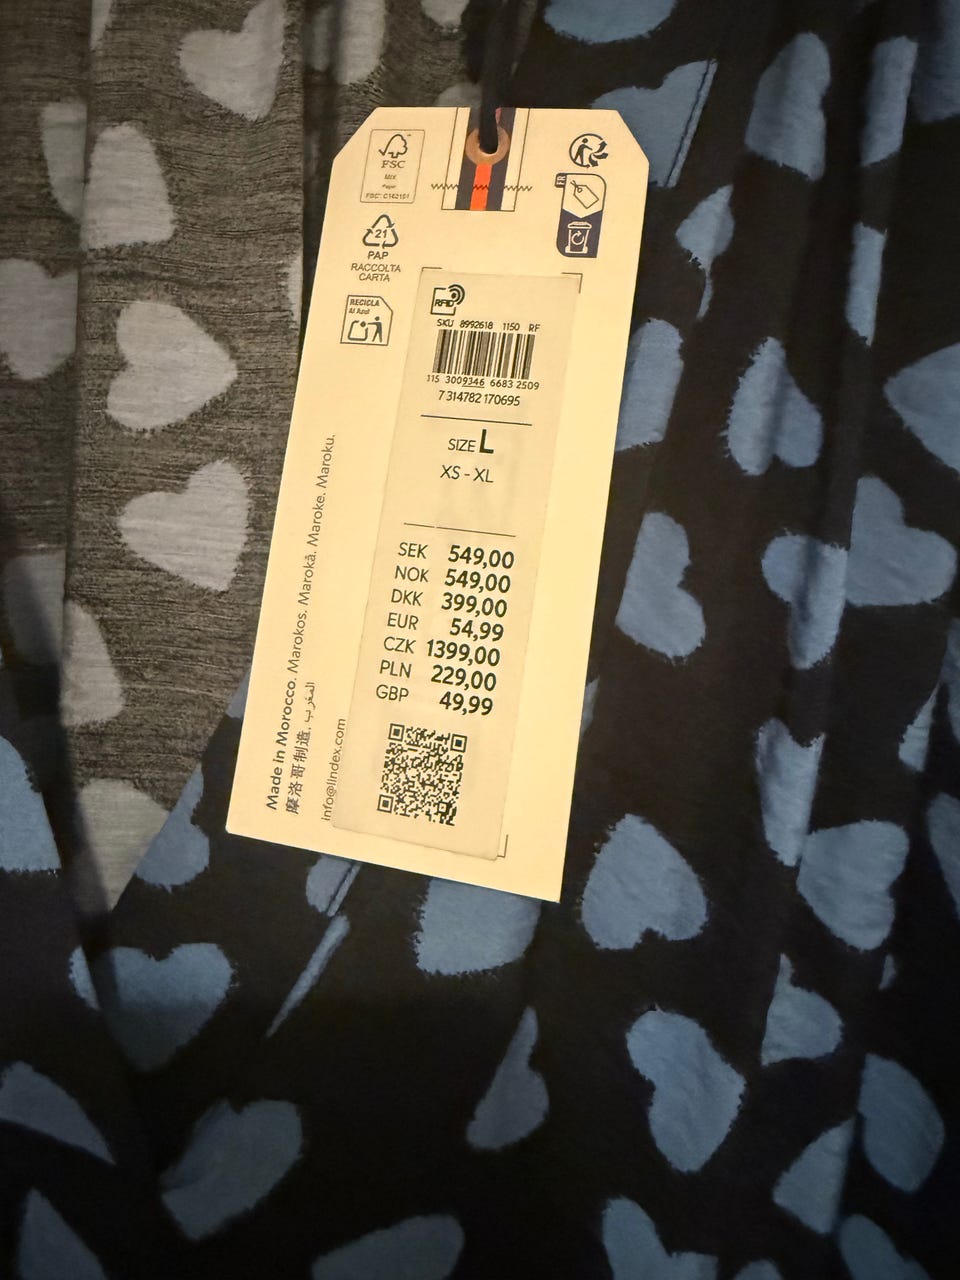 FSC
MIX
Paper
FSC® C162151
FR
21
PAP
RACCOLTA
CARTA
RECICLA
Al Azul
RFID
SKU 8992618 1150 RF
115 3009346 6683 2509
7 314782 170695
SIZE L
XS - XL
SEK 549,00
NOK 549,00
DKK 399,00
EUR 54,99
CZK 1399,00
PLN 229,00
GBP 49,99
Made in Morocco. Marokos. Marokā. Maroke. Maroku.
摩洛哥制造. المغرب
info@lindex.com